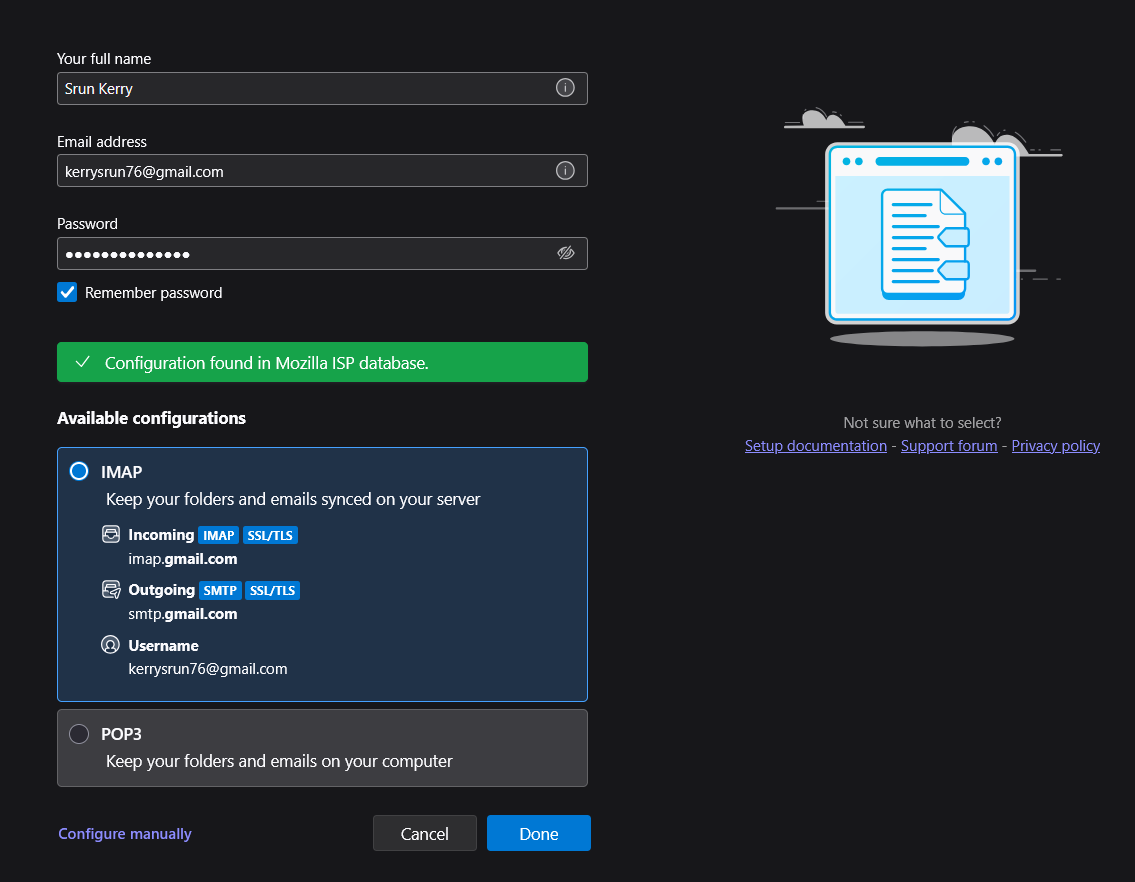 Your full name
Srun Kerry
Email address
kerrysrun76@gmail.com
Password
●●●●●●●●●●●●●●
Remember password
Configuration found in Mozilla ISP database.
Available configurations
IMAP
Keep your folders and emails synced on your server
Incoming IMAP SSL/TLS
imap.gmail.com
Outgoing SMTP SSL/TLS
smtp.gmail.com
Username
kerrysrun76@gmail.com
POP3
Keep your folders and emails on your computer
Configure manually
Cancel
Done
Not sure what to select?
Setup documentation - Support forum - Privacy policy